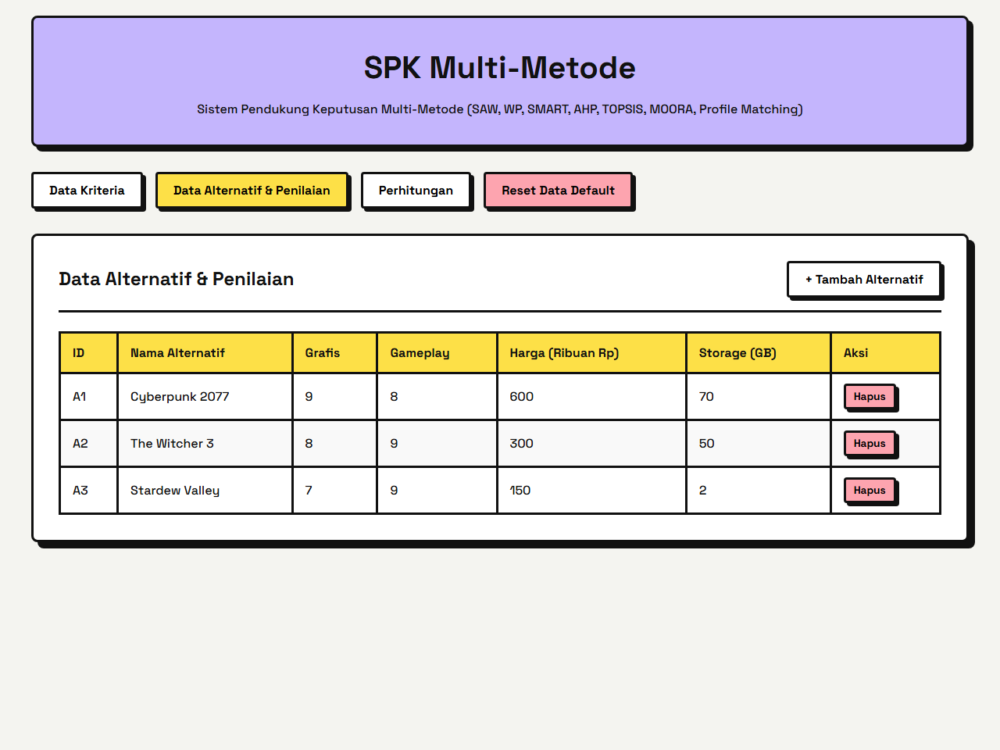 SPK Multi-Metode
Sistem Pendukung Keputusan Multi-Metode (SAW, WP, SMART, AHP, TOPSIS, MOORA, Profile Matching)
Data Kriteria Data Alternatif & Penilaian Perhitungan Reset Data Default
Data Alternatif & Penilaian + Tambah Alternatif
ID Nama Alternatif Grafis Gameplay Harga (Ribuan Rp) Storage (GB) Aksi
A1 Cyberpunk 2077 9 8 600 70 Hapus
A2 The Witcher 3 8 9 300 50 Hapus
A3 Stardew Valley 7 9 150 2 Hapus